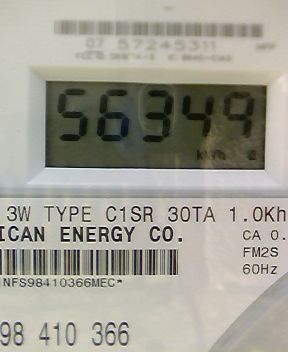 07 57245311
56349
kWh
3W TYPE C1SR 30TA 1.0Kh
ICAN ENERGY CO.
CA 0.
FM2S
60Hz
NFS98410366MEC*
98 410 366